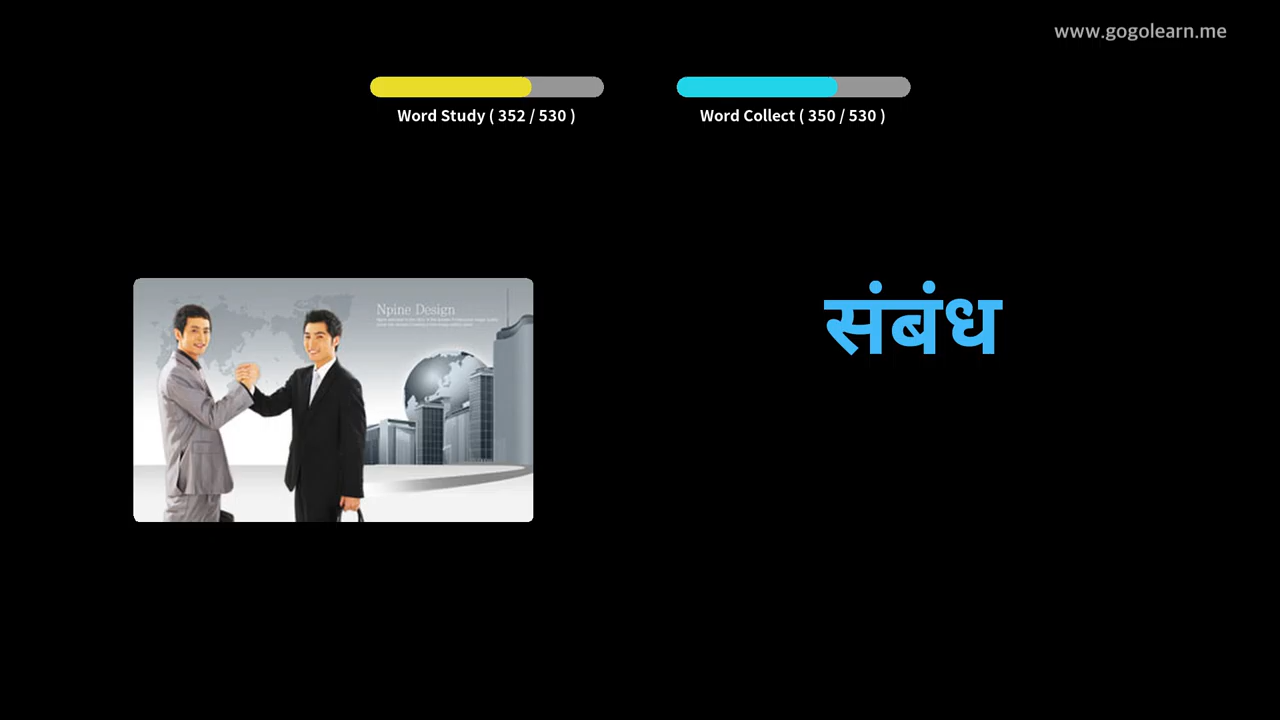 www.gogolearn.me
Word Study ( 352 / 530 )
Word Collect ( 350 / 530 )
Npine Design
संबंध